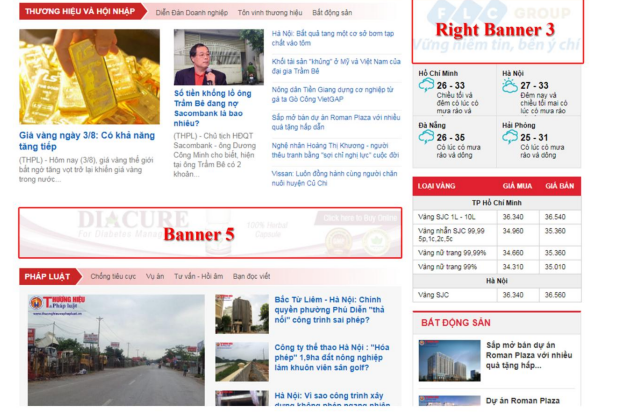 THƯƠNG HIỆU VÀ HỘI NHẬP
Diễn Đàn Doanh nghiệp
Tôn vinh thương hiệu
Bất động sản
Giá vàng ngày 3/8: Có khả năng
tăng tiếp
(THPL) - Hôm nay (3/8), giá vàng thế giới
bất ngờ tăng vọt trở lại khiến giá vàng
trong nước...
Số tiền khổng lồ ông
Trầm Bê đang nợ
Sacombank là bao
nhiêu?
(THPL) - Chủ tịch HĐQT
Sacombank - ông Dương
Công Minh cho biết, hiện
tại ông Trầm Bê có 2
khoản...
Hà Nội: Bất quả tang một cơ sở bơm tạp
chất vào tôm
Khối tài sản "khủng" ở Mỹ và Việt Nam của
đại gia Trầm Bê
Nông dân Tiền Giang dựng cơ nghiệp từ
gà ta Gò Công VietGAP
Sắp mở bán dự án Roman Plaza với nhiều
quà tặng hấp dẫn
Nghệ nhân Hoàng Thị Khương - người
thêu tranh bằng "sợi chỉ nghị lực" cuộc đời
Vissan: Luôn đồng hành cùng người chăn
nuôi huyện Củ Chi
FLC GROUP
Vững niềm tin, bền ý chí
Right Banner 3
Hồ Chí Minh
26 - 33
Chiều tối và
đêm có lúc có
mưa rào và
Hà Nội
27 - 33
Đêm nay và
chiều tối mai có
lúc có mưa rào
Đà Nẵng
26 - 35
Có lúc có mưa
rào và dông
Hải Phòng
25 - 31
Có lúc có mưa
rào và dông
DIACURE
For Diabetes
100% Herbal
Capsule
Click here to Buy Online
Banner 5
LOẠI VÀNG GIÁ MUA GIÁ BÁN
TP Hồ Chí Minh
Vàng SJC 1L - 10L 36.340 36.540
Vàng nhẫn SJC 99,99 34.960 35.360
5p,1c,2c,5c
Vàng nữ trang 99,99% 34.660 35.360
Vàng nữ trang 99% 34.310 35.010
Hà Nội
Vàng SJC 36.340 36.560
PHÁP LUẬT
Chống tiêu cực
Vụ án
Tư vấn - Hồi âm
Bạn đọc viết
THƯƠNG HIỆU
& Pháp luật
Bắc Từ Liêm - Hà Nội: Chính
quyền phường Phú Diễn "thả
nổi" công trình sai phép?
Công ty thể thao Hà Nội : "Hóa
phép" 1,9ha đất nông nghiệp
làm khuôn viên sân golf?
Hà Nội: Vì sao công trình xây
dựng không phép ngang nhiên
BẤT ĐỘNG SẢN
Sắp mở bán dự án
Roman Plaza với nhiều
quà tặng hấp...
Dự án Roman Plaza